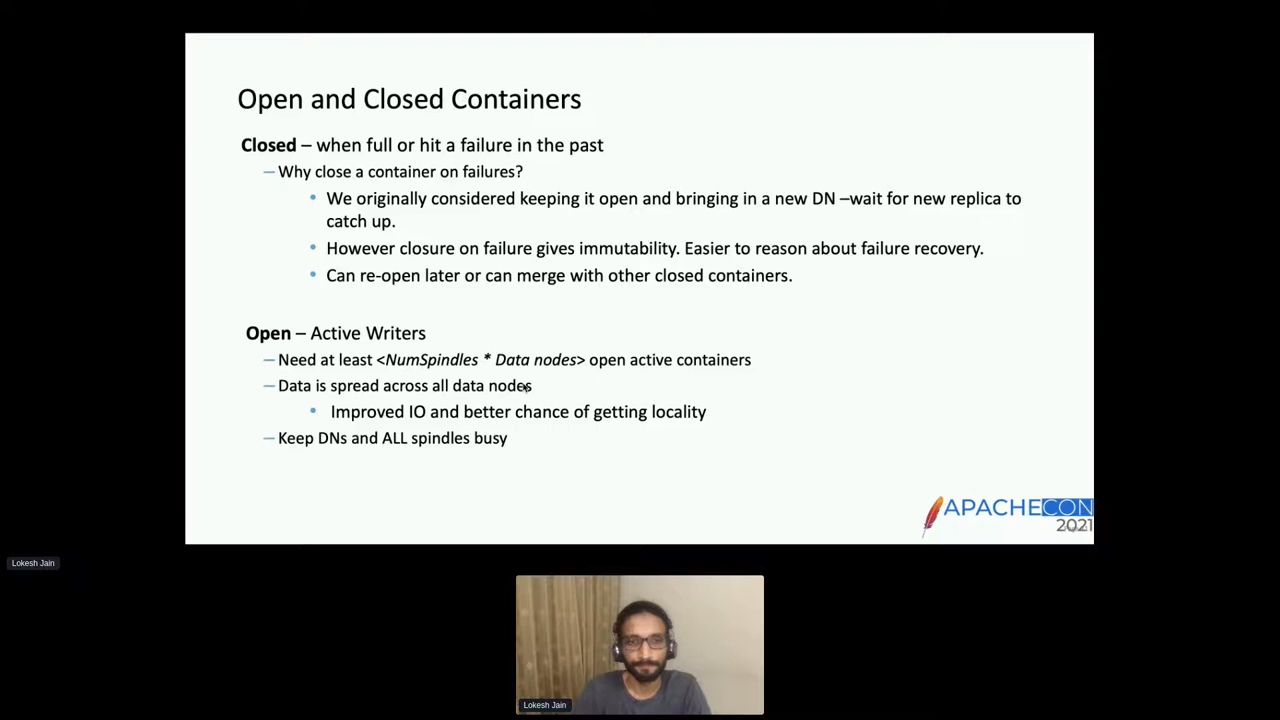 Open and Closed Containers
Closed – when full or hit a failure in the past
– Why close a container on failures?
• We originally considered keeping it open and bringing in a new DN –wait for new replica to
catch up.
• However closure on failure gives immutability. Easier to reason about failure recovery.
• Can re-open later or can merge with other closed containers.
Open – Active Writers
– Need at least <NumSpindles * Data nodes> open active containers
– Data is spread across all data nodes
• Improved IO and better chance of getting locality
– Keep DNs and ALL spindles busy
APACHECON
2021
Lokesh Jain
Lokesh Jain